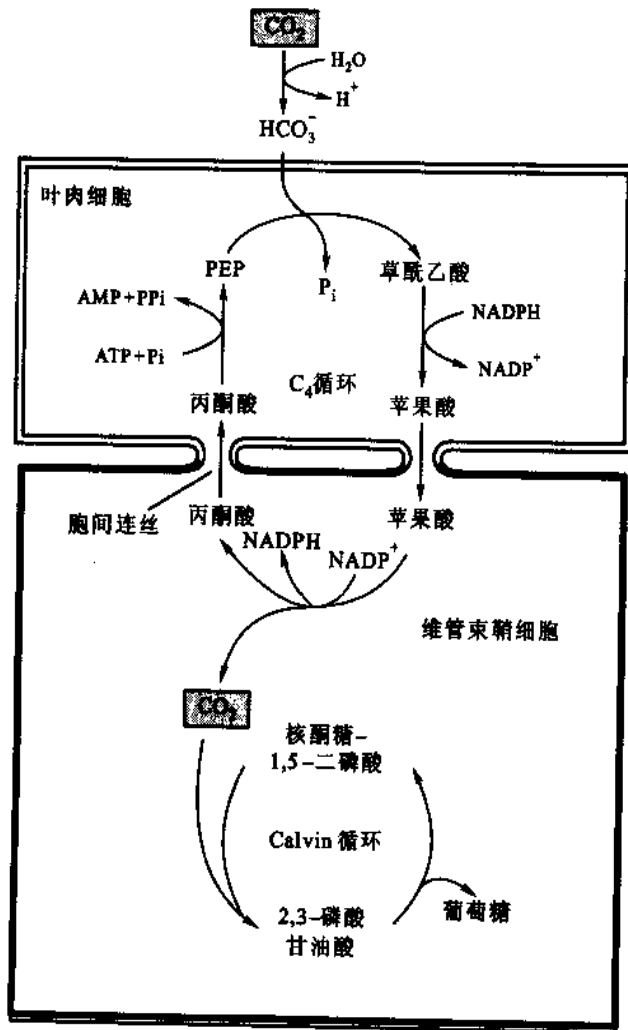 CO₂
H₂O
H⁺
HCO₃⁻
叶肉细胞
PEP
Pᵢ
草酰乙酸
AMP+PPi
NADPH
ATP+Pi
NADP⁺
C₄循环
丙酮酸
苹果酸
胞间连丝
丙酮酸
苹果酸
NADPH
NADP⁺
维管束鞘细胞
CO₂
核酮糖-
1,5-二磷酸
Calvin 循环
葡萄糖
2,3-磷酸
甘油酸